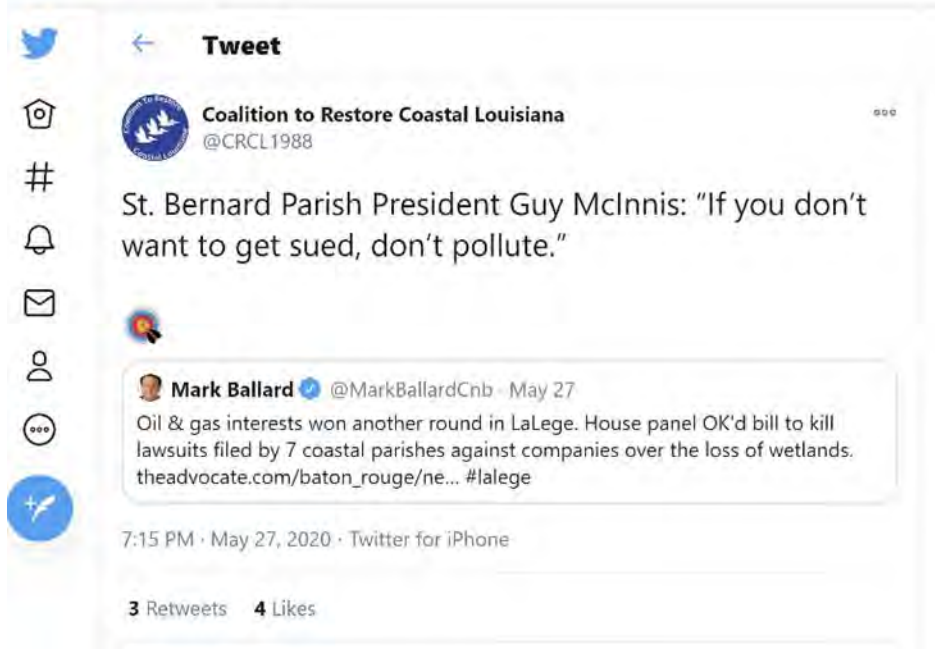 Tweet
Coalition to Restore Coastal Louisiana
@CRCL1988
St. Bernard Parish President Guy McInnis: “If you don’t
want to get sued, don’t pollute.”
Mark Ballard @MarkBallardCnb · May 27
Oil & gas interests won another round in LaLege. House panel OK'd bill to kill
lawsuits filed by 7 coastal parishes against companies over the loss of wetlands.
theadvocate.com/baton_rouge/ne... #lalege
7:15 PM · May 27, 2020 · Twitter for iPhone
3 Retweets 4 Likes